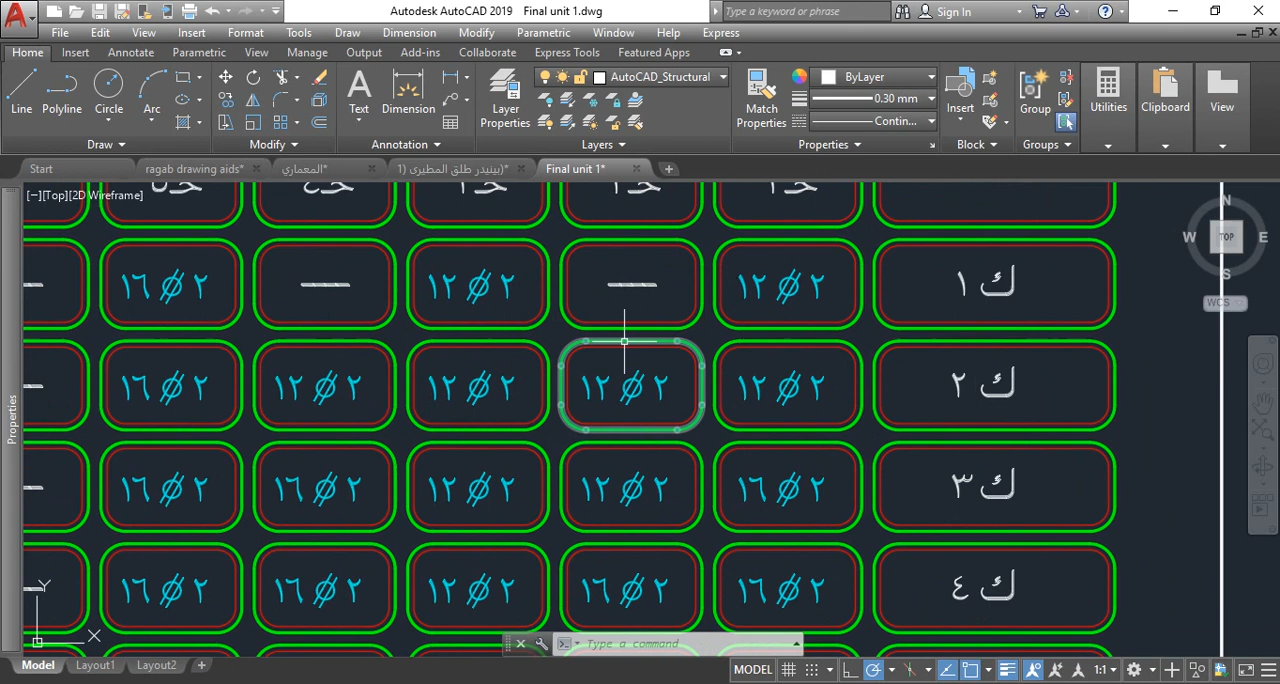 Autodesk AutoCAD 2019 Final unit 1.dwg
Type a keyword or phrase
Sign In
File Edit View Insert Format Tools Draw Dimension Modify Parametric Window Help Express
Home Insert Annotate Parametric View Manage Output Add-ins Collaborate Express Tools Featured Apps
AutoCAD_Structural
ByLayer
0.30 mm
Contin...
Line Polyline Circle Arc
Text Dimension
Layer Properties
Match Properties
Insert
Group
Utilities
Clipboard
View
Draw Modify Annotation Layers Properties Block Groups
Start
ragab drawing aids*
المعماري*
Final unit 1*
[−][Top][2D Wireframe]
N
W TOP E
S
WCS
ك ١ ٢ Ø ١٢ — ٢ Ø ١٢ — ٢ Ø ١٦ —
ك ٢ ٢ Ø ١٢ ٢ Ø ١٢ ٢ Ø ١٢ ٢ Ø ١٢ ٢ Ø ١٦ —
ك ٣ ٢ Ø ١٦ ٢ Ø ١٢ ٢ Ø ١٢ ٢ Ø ١٦ ٢ Ø ١٦ —
ك ٤ ٢ Ø ١٦ ٢ Ø ١٦ ٢ Ø ١٢ ٢ Ø ١٦ ٢ Ø ١٦ —
Properties
Y
X
Type a command
Model Layout1 Layout2
MODEL
1:1